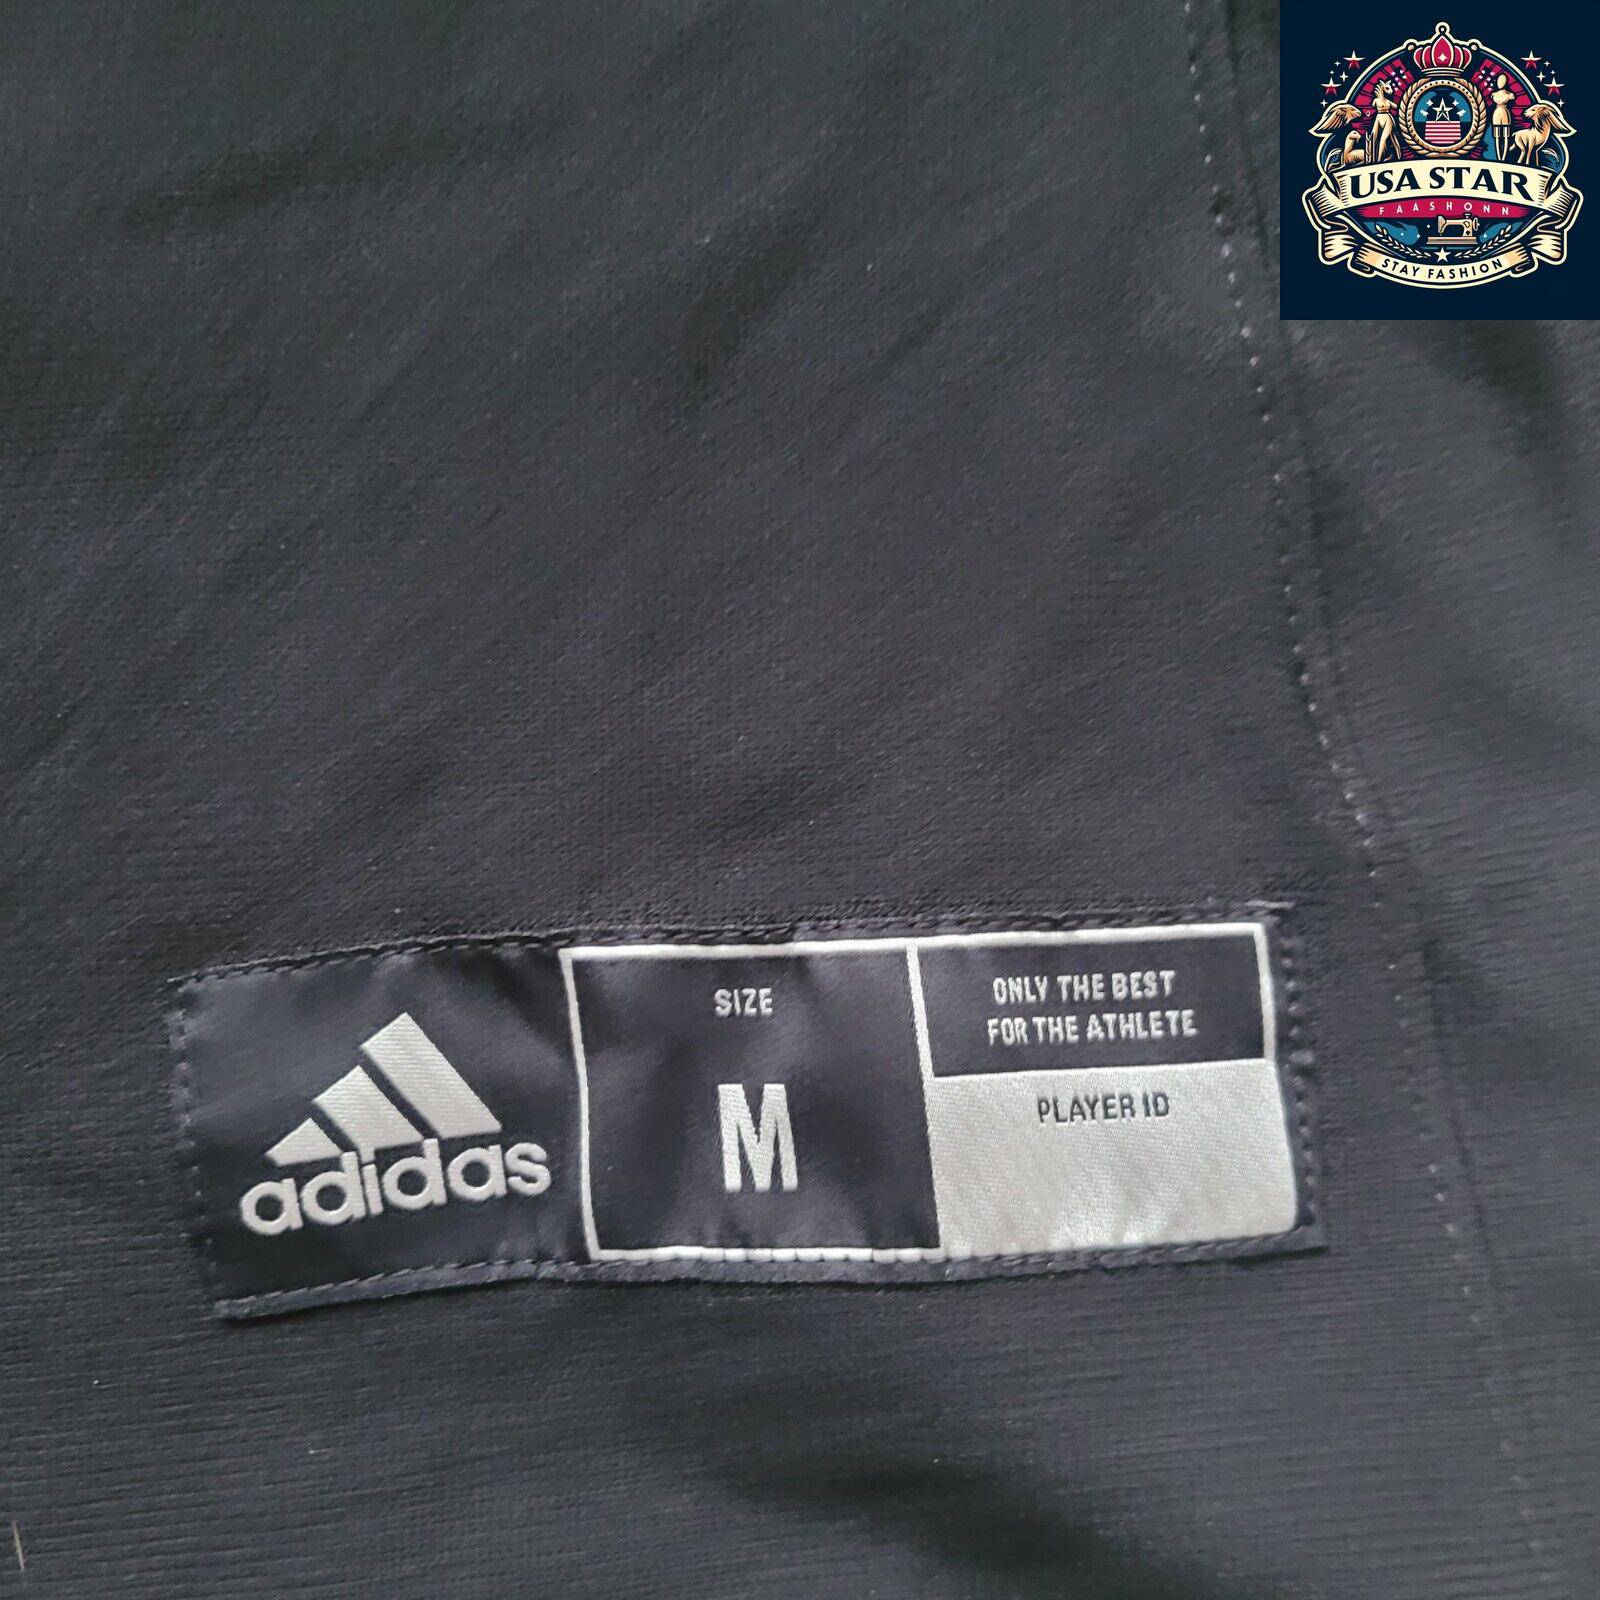 USA STAR
FAASHONN
STAY FASHION
adidas
SIZE
M
ONLY THE BEST
FOR THE ATHLETE
PLAYER ID